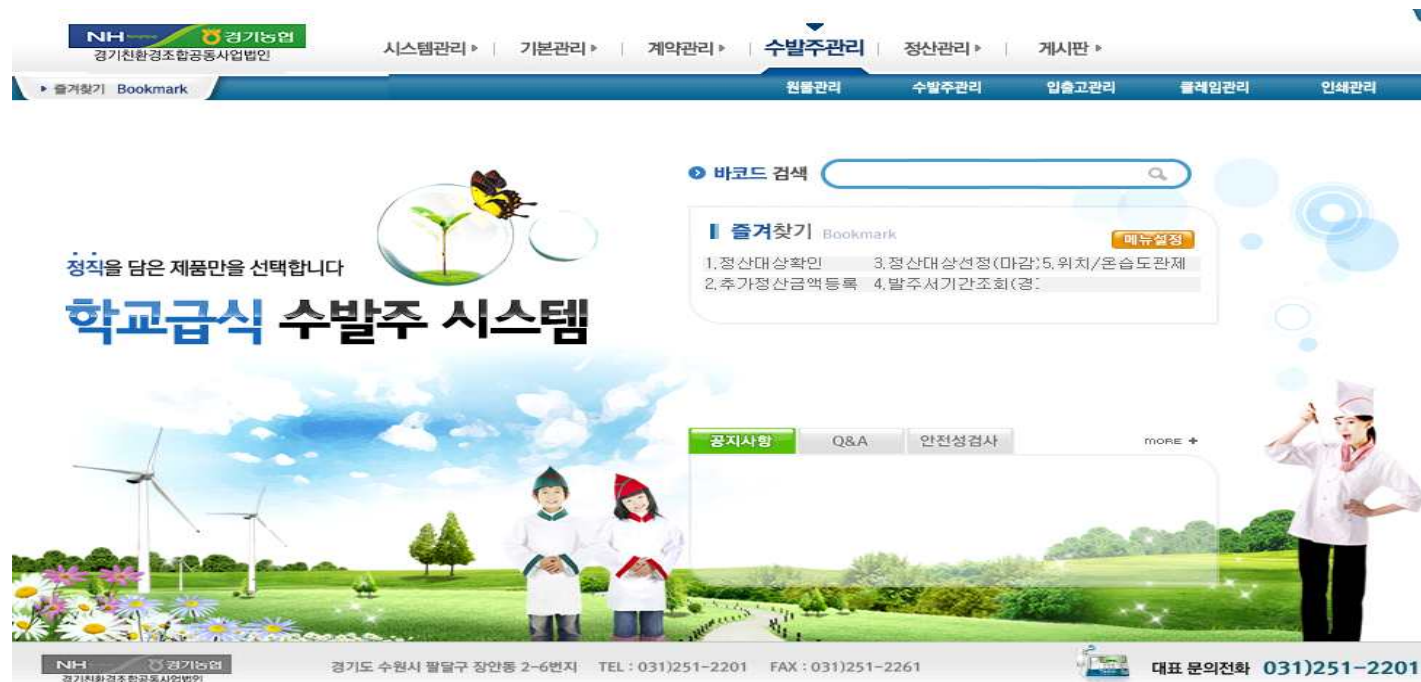 NH 경기농협
경기친환경조합공동사업법인
시스템관리 기본관리 계약관리 수발주관리 정산관리 게시판
즐겨찾기 Bookmark
원물관리 수발주관리 입출고관리 클레임관리 인쇄관리
바코드 검색
즐겨찾기 Bookmark
메뉴설정
1.정산대상확인 3.정산대상선정(마감 5.위치/온습도관제
2.추가정산금액등록 4.발주서기간조회(경
정직을 담은 제품만을 선택합니다
학교급식 수발주 시스템
공지사항 Q&A 안전성검사 MORE +
NH 경기농협
경기친환경조합공동사업법인
경기도 수원시 팔달구 장안동 2-6번지 TEL : 031)251-2201 FAX : 031)251-2261
대표 문의전화 031)251-2201